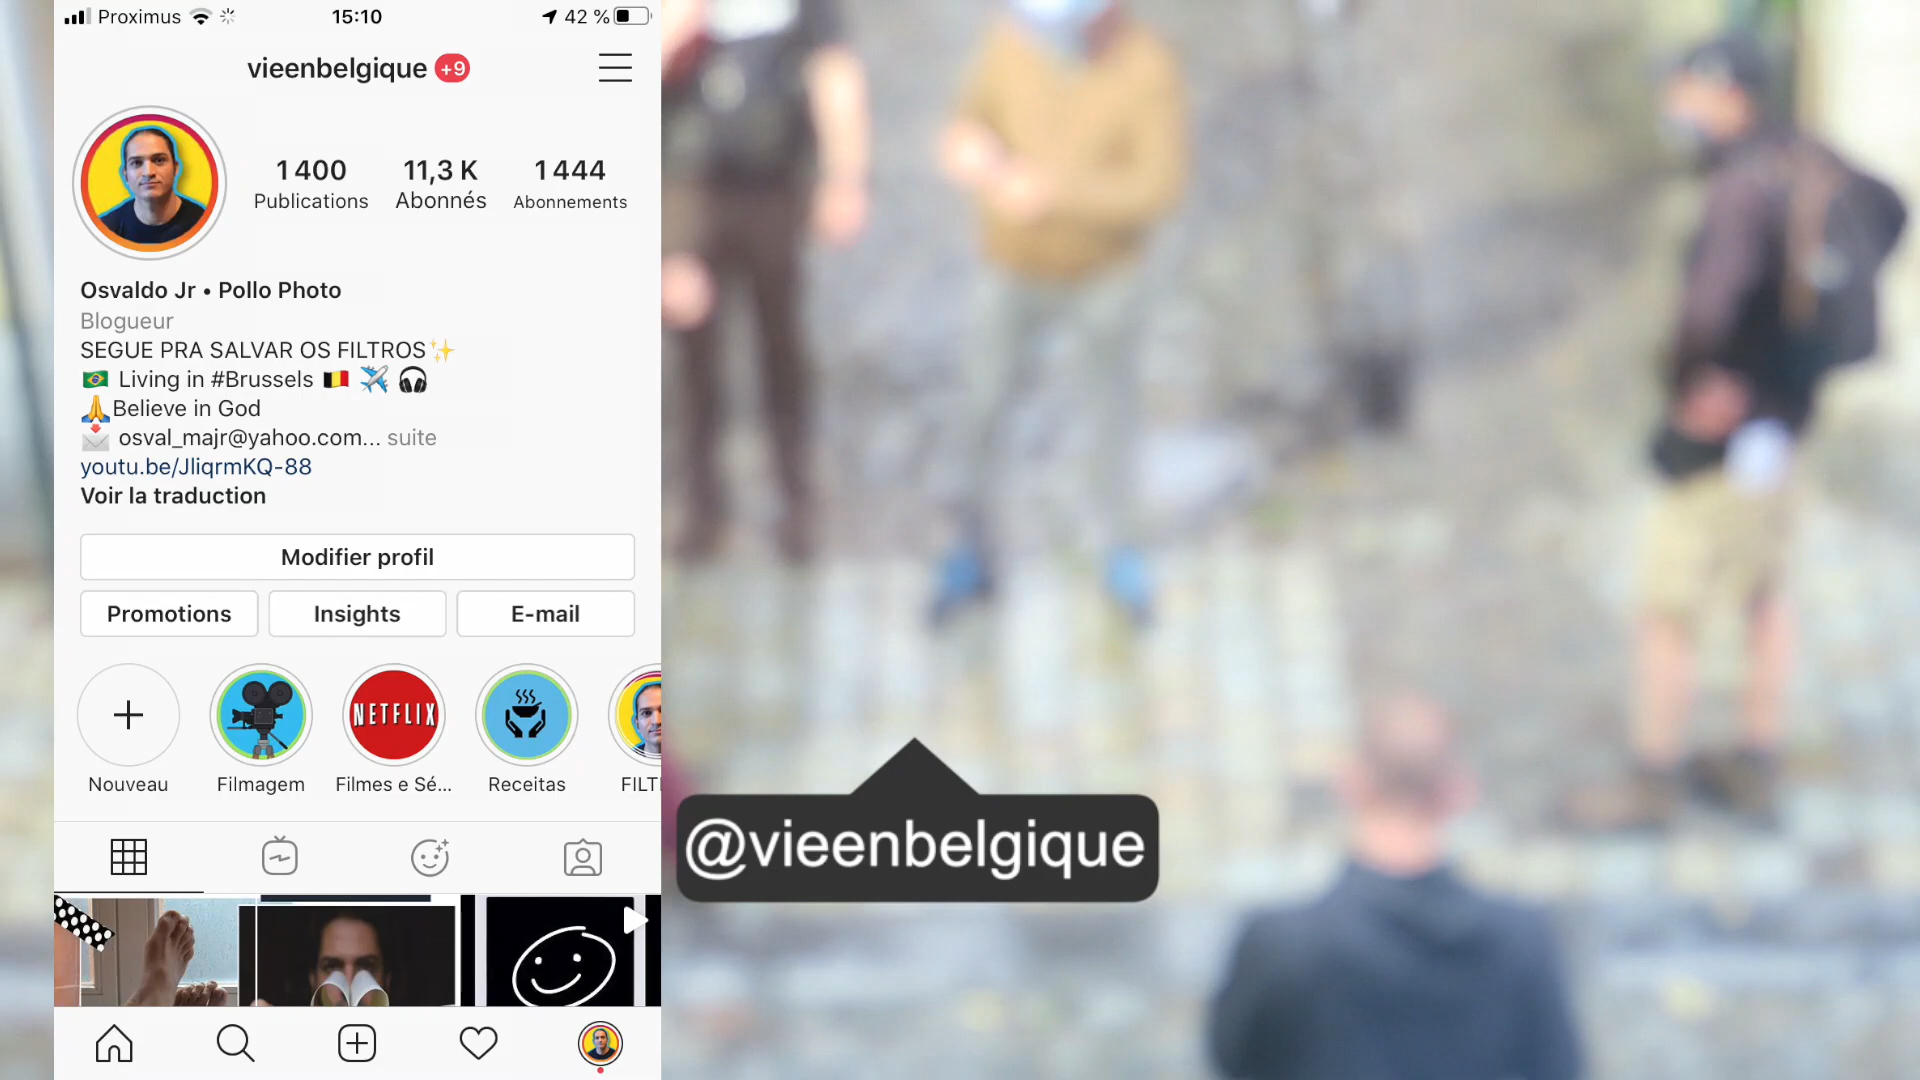 Proximus 15:10 42 %
vieenbelgique +9
1 400 11,3 K 1 444
Publications Abonnés Abonnements
Osvaldo Jr • Pollo Photo
Blogueur
SEGUE PRA SALVAR OS FILTROS✨
🇧🇷 Living in #Brussels 🇧🇪 ✈️ 🎧
🙏Believe in God
📩 osval_majr@yahoo.com... suite
youtu.be/JliqrmKQ-88
Voir la traduction
Modifier profil
Promotions Insights E-mail
NETFLIX
Nouveau Filmagem Filmes e Sé... Receitas
@vieenbelgique